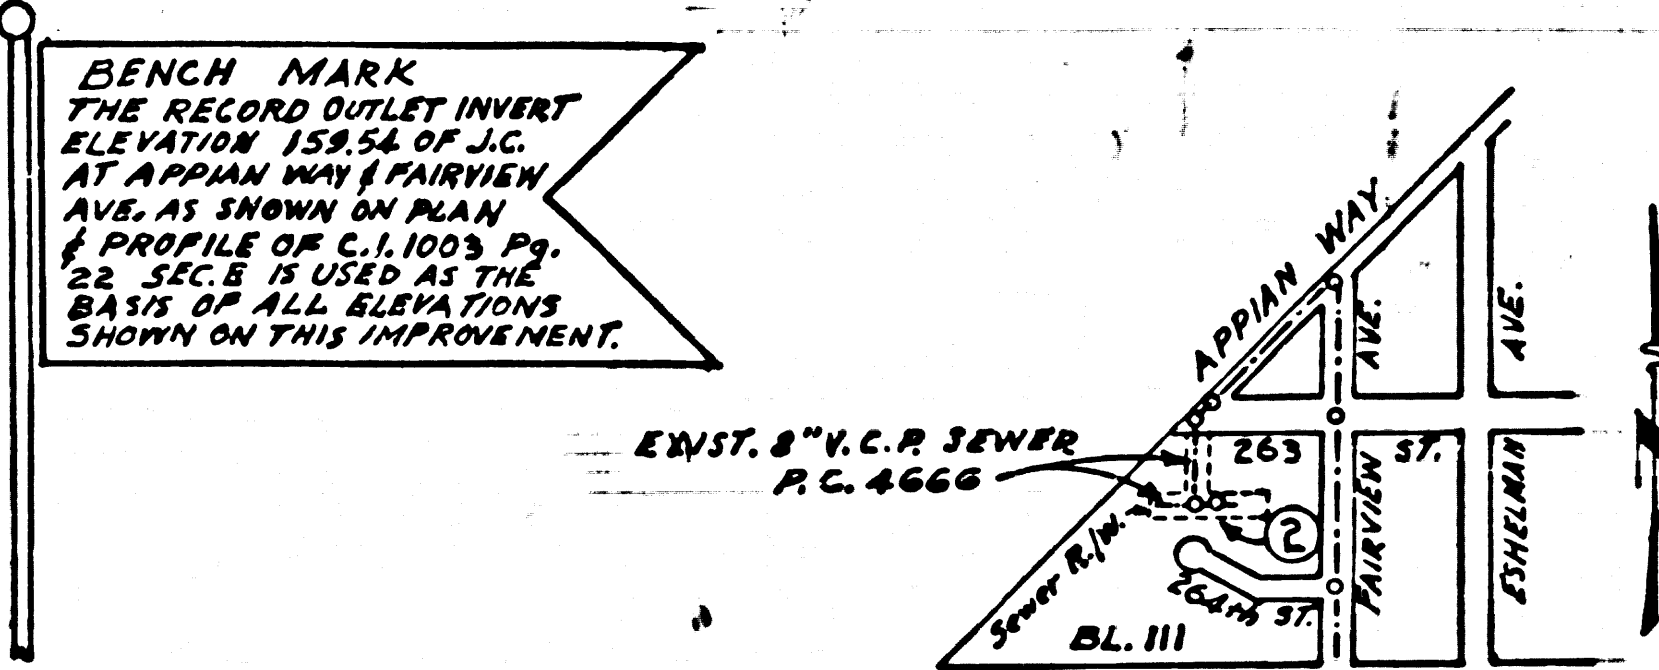 BENCH MARK
THE RECORD OUTLET INVERT
ELEVATION 159.54 OF J.C.
AT APPIAN WAY & FAIRVIEW
AVE. AS SHOWN ON PLAN
& PROFILE OF C.I. 1003 Pg.
22 SEC. E IS USED AS THE
BASIS OF ALL ELEVATIONS
SHOWN ON THIS IMPROVEMENT.
APPIAN WAY
AVE.
AVE.
EXIST. 8" V.C.P. SEWER
P.C. 4666
263 ST.
FAIRVIEW
ESHELMAN
2
Sewer R./W.
264th ST.
BL. 111